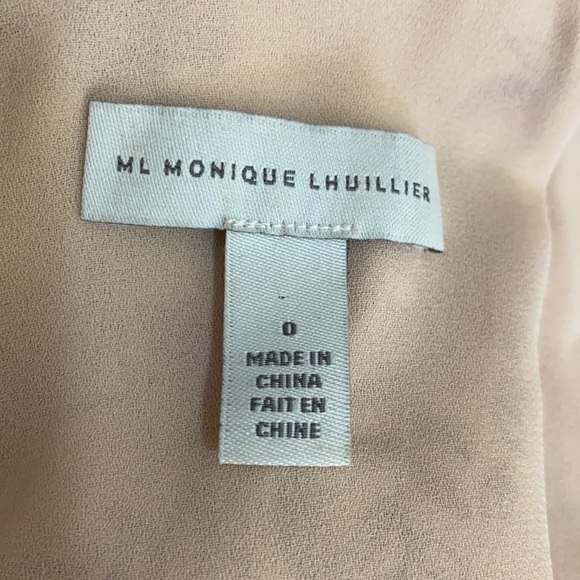 ML MONIQUE LHUILLIER
0
MADE IN
CHINA
FAIT EN
CHINE